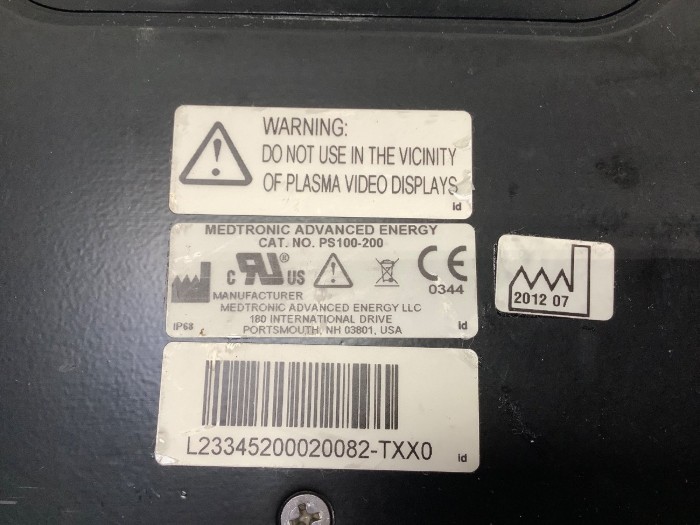 WARNING:
DO NOT USE IN THE VICINITY
OF PLASMA VIDEO DISPLAYS
id
MEDTRONIC ADVANCED ENERGY
CAT. NO. PS100-200
C RU® US
CE
0344
MANUFACTURER
MEDTRONIC ADVANCED ENERGY LLC
180 INTERNATIONAL DRIVE
IP68
PORTSMOUTH, NH 03801, USA
id
2012 07
L23345200020082-TXX0
id